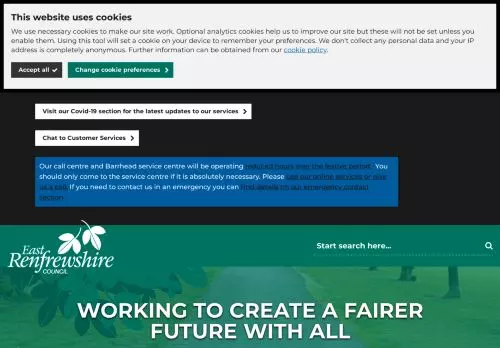 This website uses cookies
We use necessary cookies to make our site work. Optional analytics cookies help us to improve our site but these will not be set unless you
enable them. Using this tool will set a cookie on your device to remember your preferences. We don't collect any personal data and your IP
address is completely anonymous. Further information can be obtained from our cookie policy.
Accept all ✓ Change cookie preferences
Visit our Covid-19 section for the latest updates to our services
Chat to Customer Services
Our call centre and Barrhead service centre will be operating reduced hours over the festive period. You
should only come to the service centre if it is absolutely necessary. Please use our online services or give
us a call. If you need to contact us in an emergency you can find details on our emergency contact
section
East
Renfrewshire
COUNCIL
Start search here...
WORKING TO CREATE A FAIRER
FUTURE WITH ALL